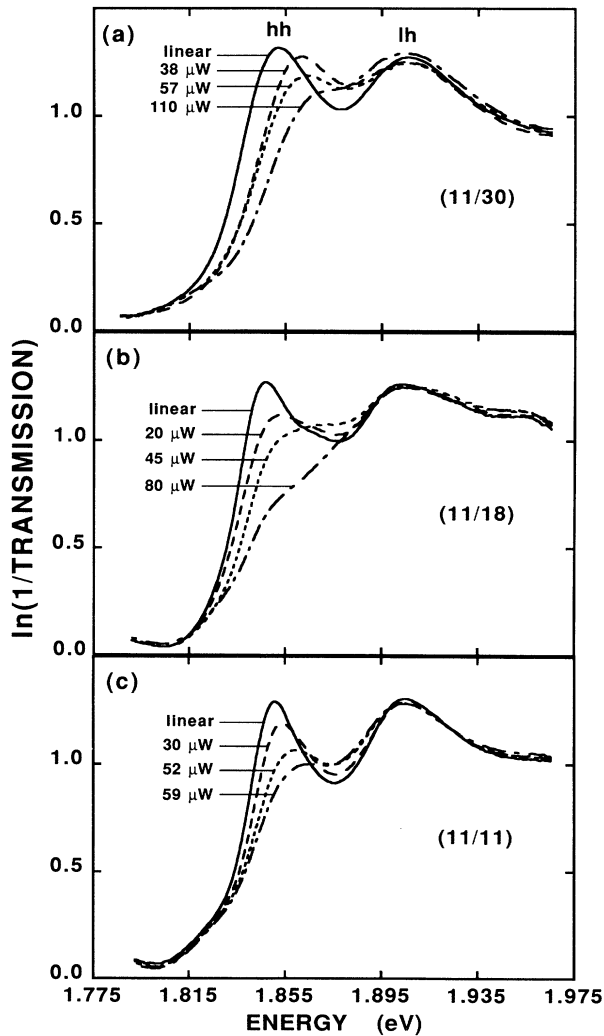 (a)
hh
lh
linear
38 μW
57 μW
110 μW
1.0
0.5
0.0
(11/30)
(b)
linear
20 μW
45 μW
80 μW
1.0
0.5
0.0
(11/18)
(c)
linear
30 μW
52 μW
59 μW
1.0
0.5
0.0
(11/11)
ln(1/TRANSMISSION)
1.775 1.815 1.855 1.895 1.935 1.975
ENERGY (eV)